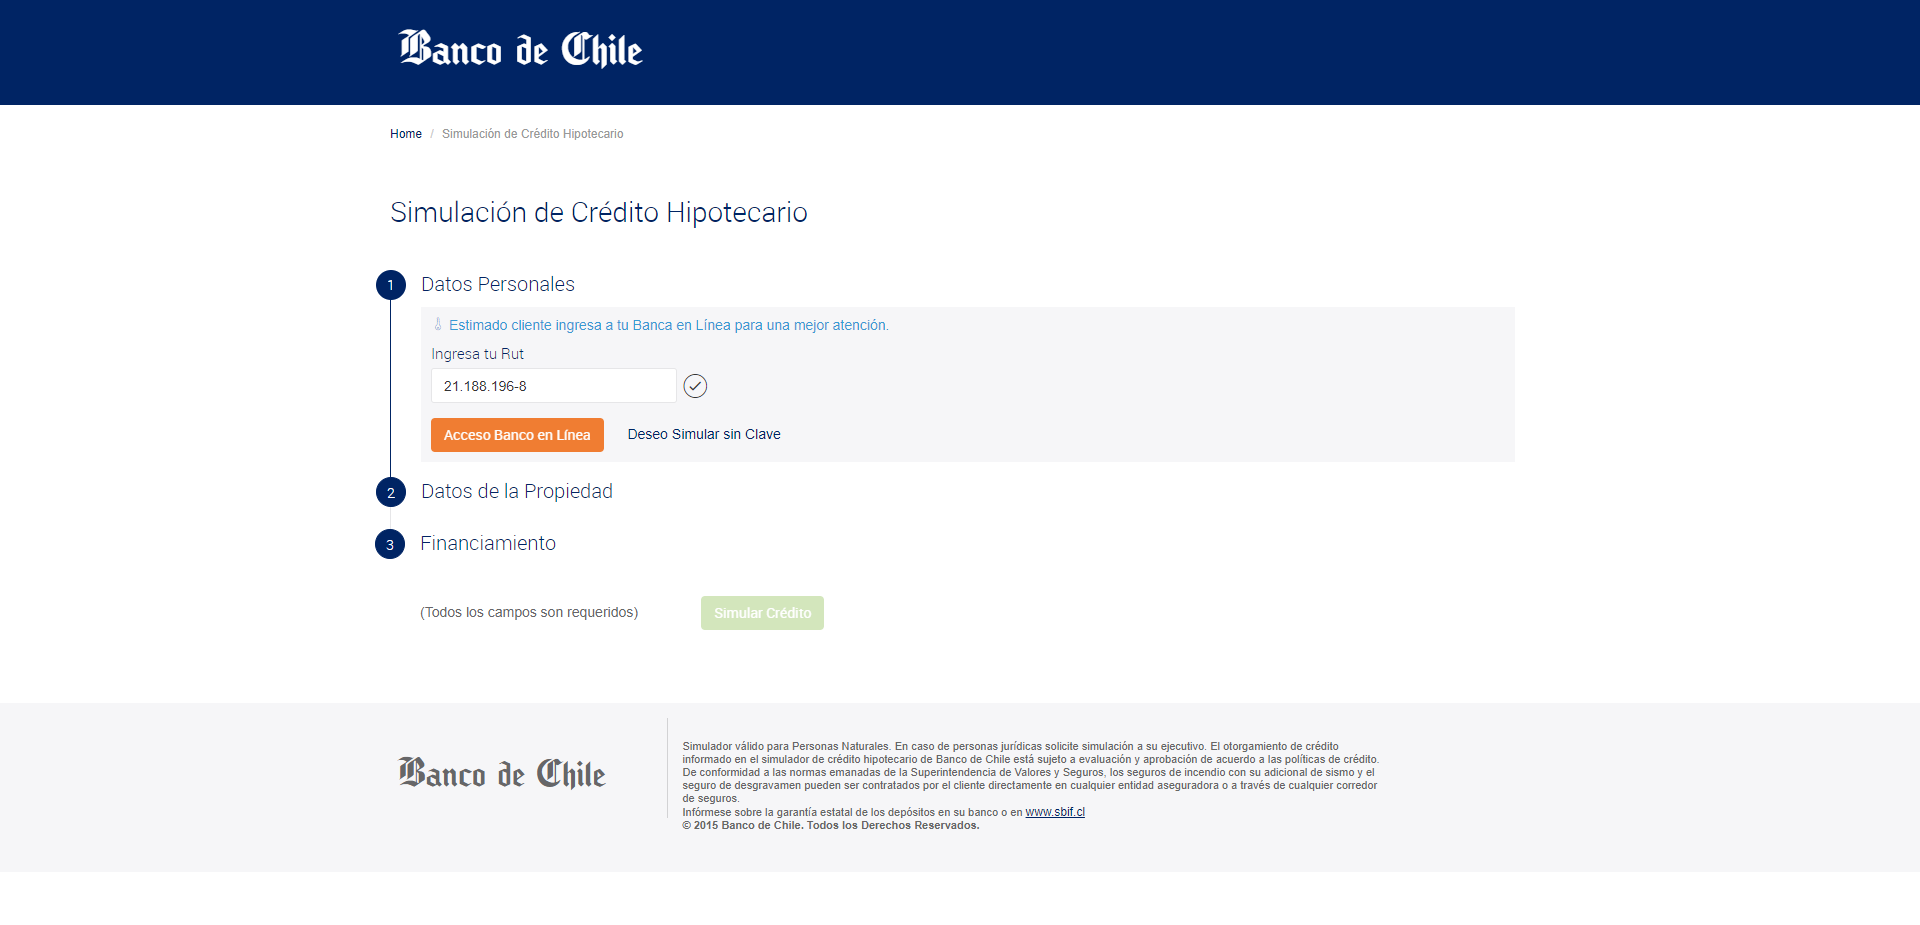 Banco de Chile
Home / Simulación de Crédito Hipotecario
Simulación de Crédito Hipotecario
1 Datos Personales
Estimado cliente ingresa a tu Banca en Línea para una mejor atención.
Ingresa tu Rut
21.188.196-8
Acceso Banco en Línea Deseo Simular sin Clave
2 Datos de la Propiedad
3 Financiamiento
(Todos los campos son requeridos) Simular Crédito
Banco de Chile
Simulador válido para Personas Naturales. En caso de personas jurídicas solicite simulación a su ejecutivo. El otorgamiento de crédito
informado en el simulador de crédito hipotecario de Banco de Chile está sujeto a evaluación y aprobación de acuerdo a las políticas de crédito.
De conformidad a las normas emanadas de la Superintendencia de Valores y Seguros, los seguros de incendio con su adicional de sismo y el
seguro de desgravamen pueden ser contratados por el cliente directamente en cualquier entidad aseguradora o a través de cualquier corredor
de seguros.
Infórmese sobre la garantía estatal de los depósitos en su banco o en www.sbif.cl
© 2015 Banco de Chile. Todos los Derechos Reservados.